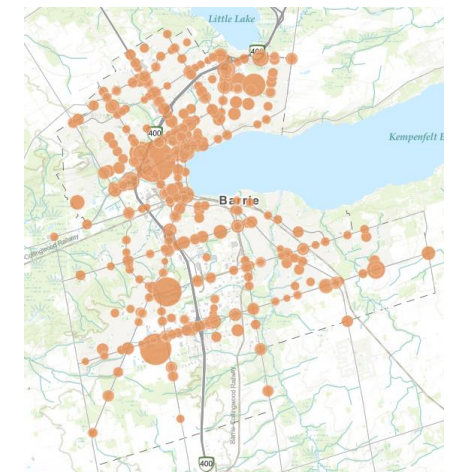 Little Lake
400
400
Kempenfelt B
Barrie
Collingwood Railway
Barrie-Collingwood Railway
400